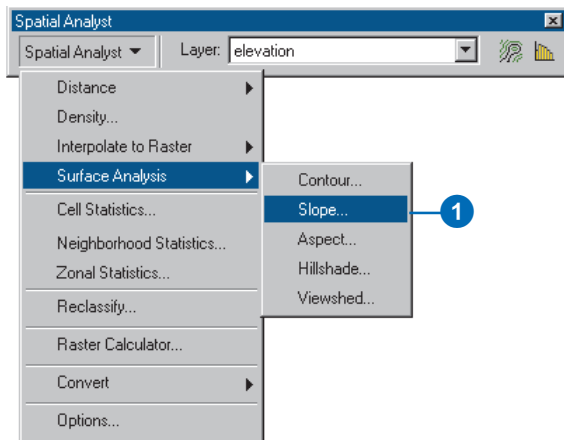 Spatial Analyst
Spatial Analyst Layer: elevation
Distance
Density...
Interpolate to Raster
Surface Analysis
Cell Statistics...
Neighborhood Statistics...
Zonal Statistics...
Reclassify...
Raster Calculator...
Convert
Options...
Contour...
Slope...
1
Aspect...
Hillshade...
Viewshed...